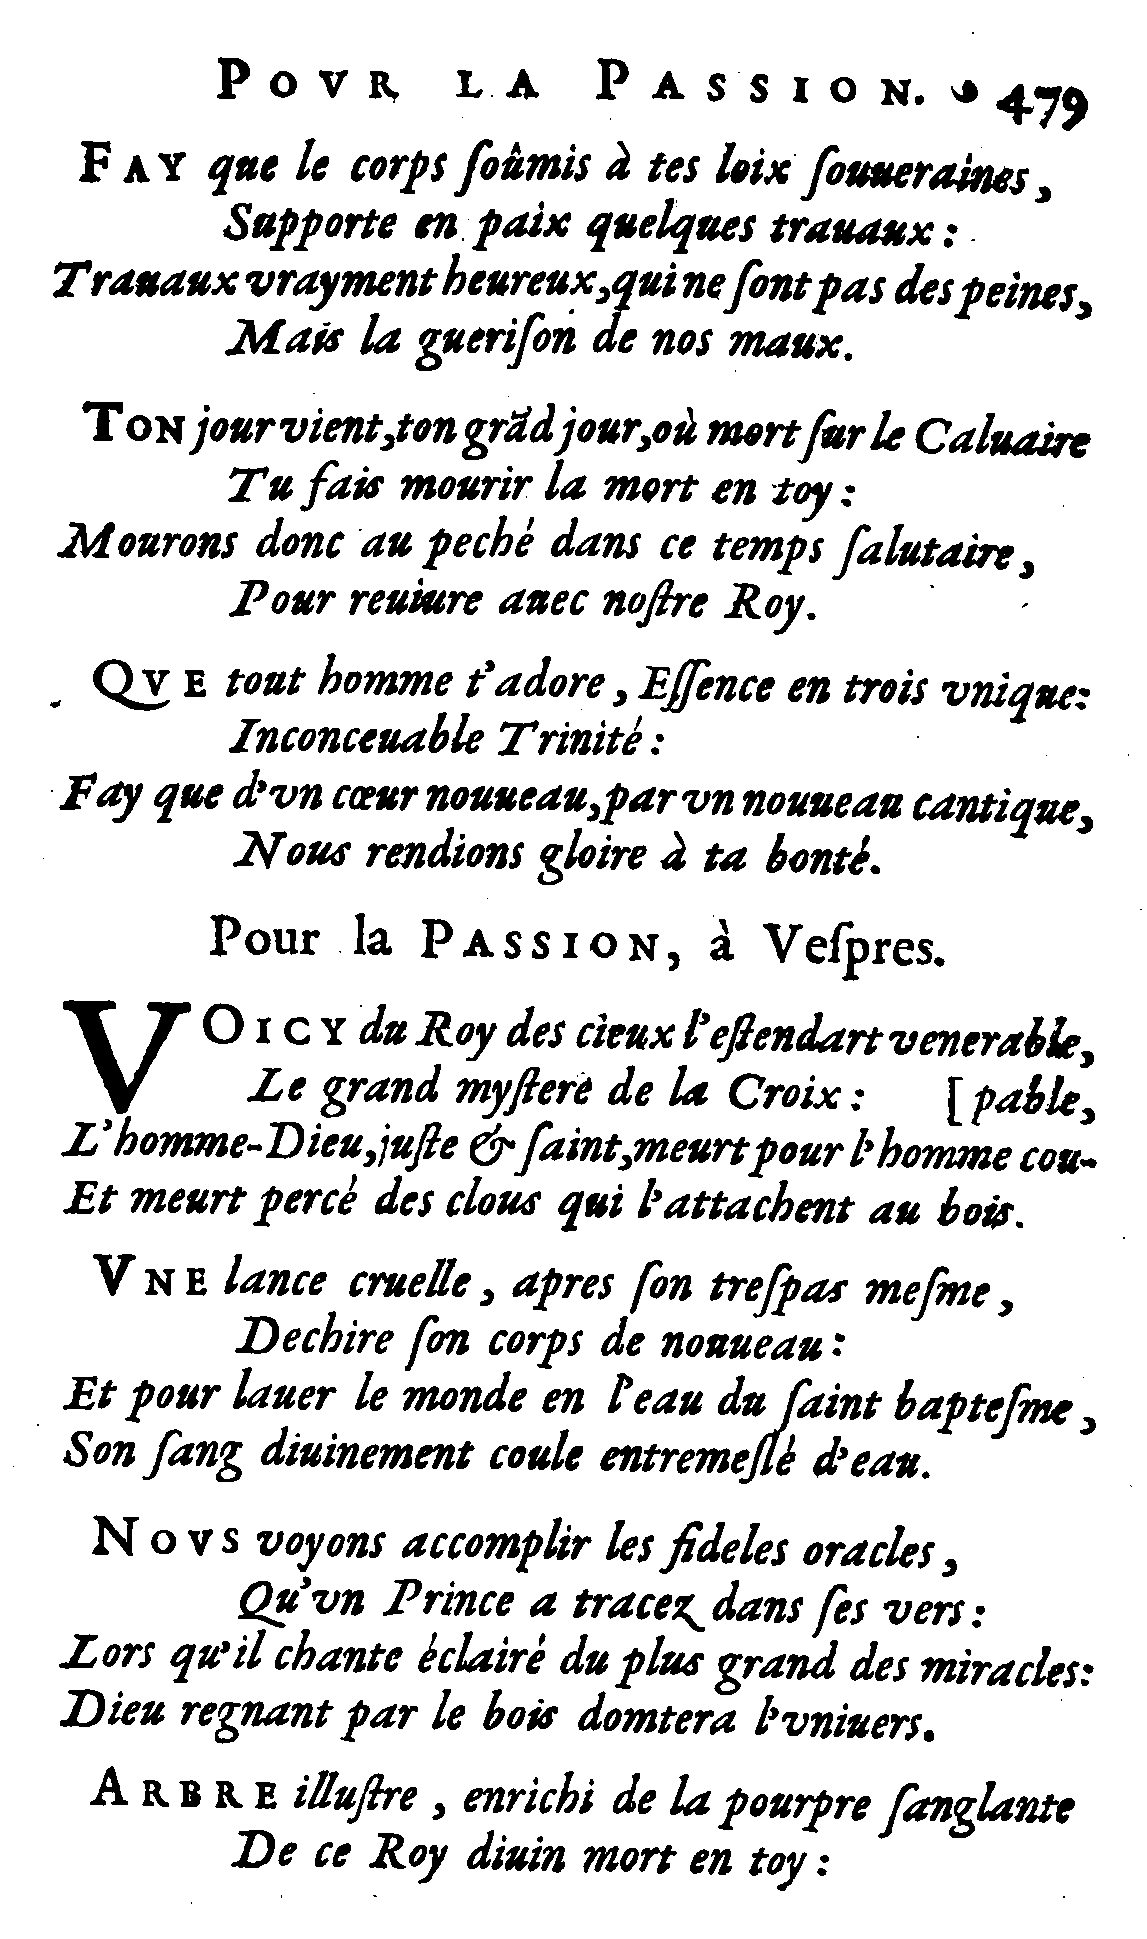 POVR LA PASSION. 479
FAY que le corps ſoûmis à tes loix ſouueraines,
Supporte en paix quelques trauaux:
Trauaux vrayment heureux, qui ne ſont pas des peines,
Mais la gueriſon de nos maux.
TON jour vient, ton grãd jour, où mort ſur le Caluaire
Tu fais mourir la mort en toy:
Mourons donc au peché dans ce temps ſalutaire,
Pour reuiure auec noſtre Roy.
QVE tout homme t'adore, Eſſence en trois vnique:
Inconceuable Trinité:
Fay que d'vn cœur nouueau, par vn nouueau cantique,
Nous rendions gloire à ta bonté.
Pour la PASSION, à Veſpres.
VOICY du Roy des cieux l'eſtendart venerable,
Le grand myſtere de la Croix: [pable,
L'homme-Dieu, juſte & ſaint, meurt pour l'homme cou-
Et meurt percé des clous qui l'attachent au bois.
VNE lance cruelle, apres ſon treſpas meſme,
Dechire ſon corps de nouueau:
Et pour lauer le monde en l'eau du ſaint bapteſme,
Son ſang diuinement coule entremeſlé d'eau.
NOVS voyons accomplir les fideles oracles,
Qu'vn Prince a tracez dans ſes vers:
Lors qu'il chante éclairé du plus grand des miracles:
Dieu regnant par le bois domtera l'vniuers.
ARBRE illuſtre, enrichi de la pourpre ſanglante
De ce Roy diuin mort en toy: